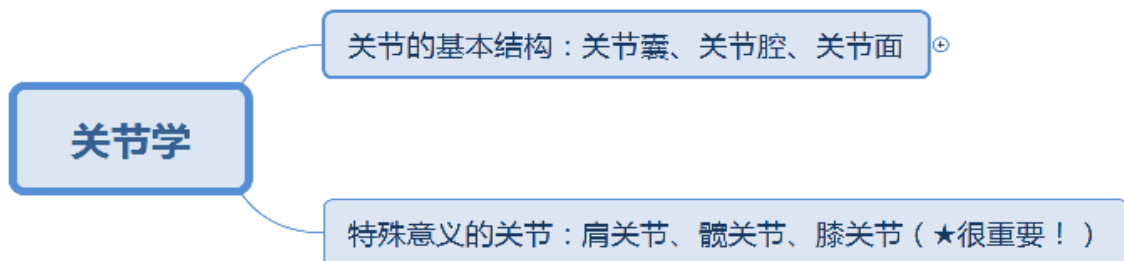 关节的基本结构：关节囊、关节腔、关节面
关节学
特殊意义的关节：肩关节、髋关节、膝关节（★很重要！）